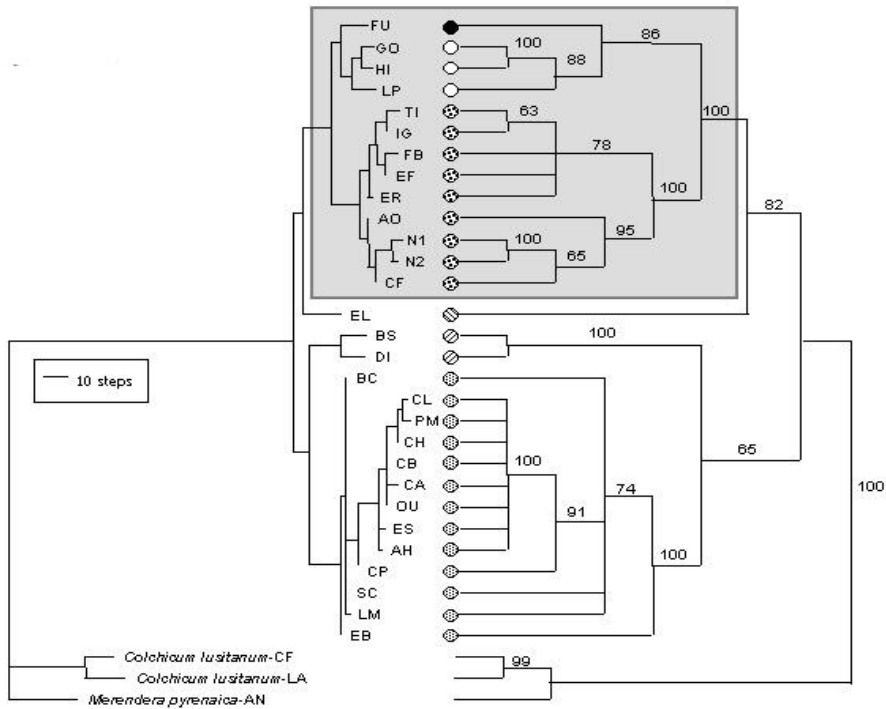 FU
86
GO
100
HI
88
LP
TI
63
100
IG
FB
78
EF
ER
100
AO
82
95
N1
100
N2
65
CF
EL
BS
100
DI
10 steps
BC
CL
PM
CH
CB
100
65
CA
74
100
OU
91
ES
AH
100
CP
SC
LM
EB
Colchicum lusitanum-CF
99
Colchicum lusitanum-LA
Merendera pyrenaica-AN